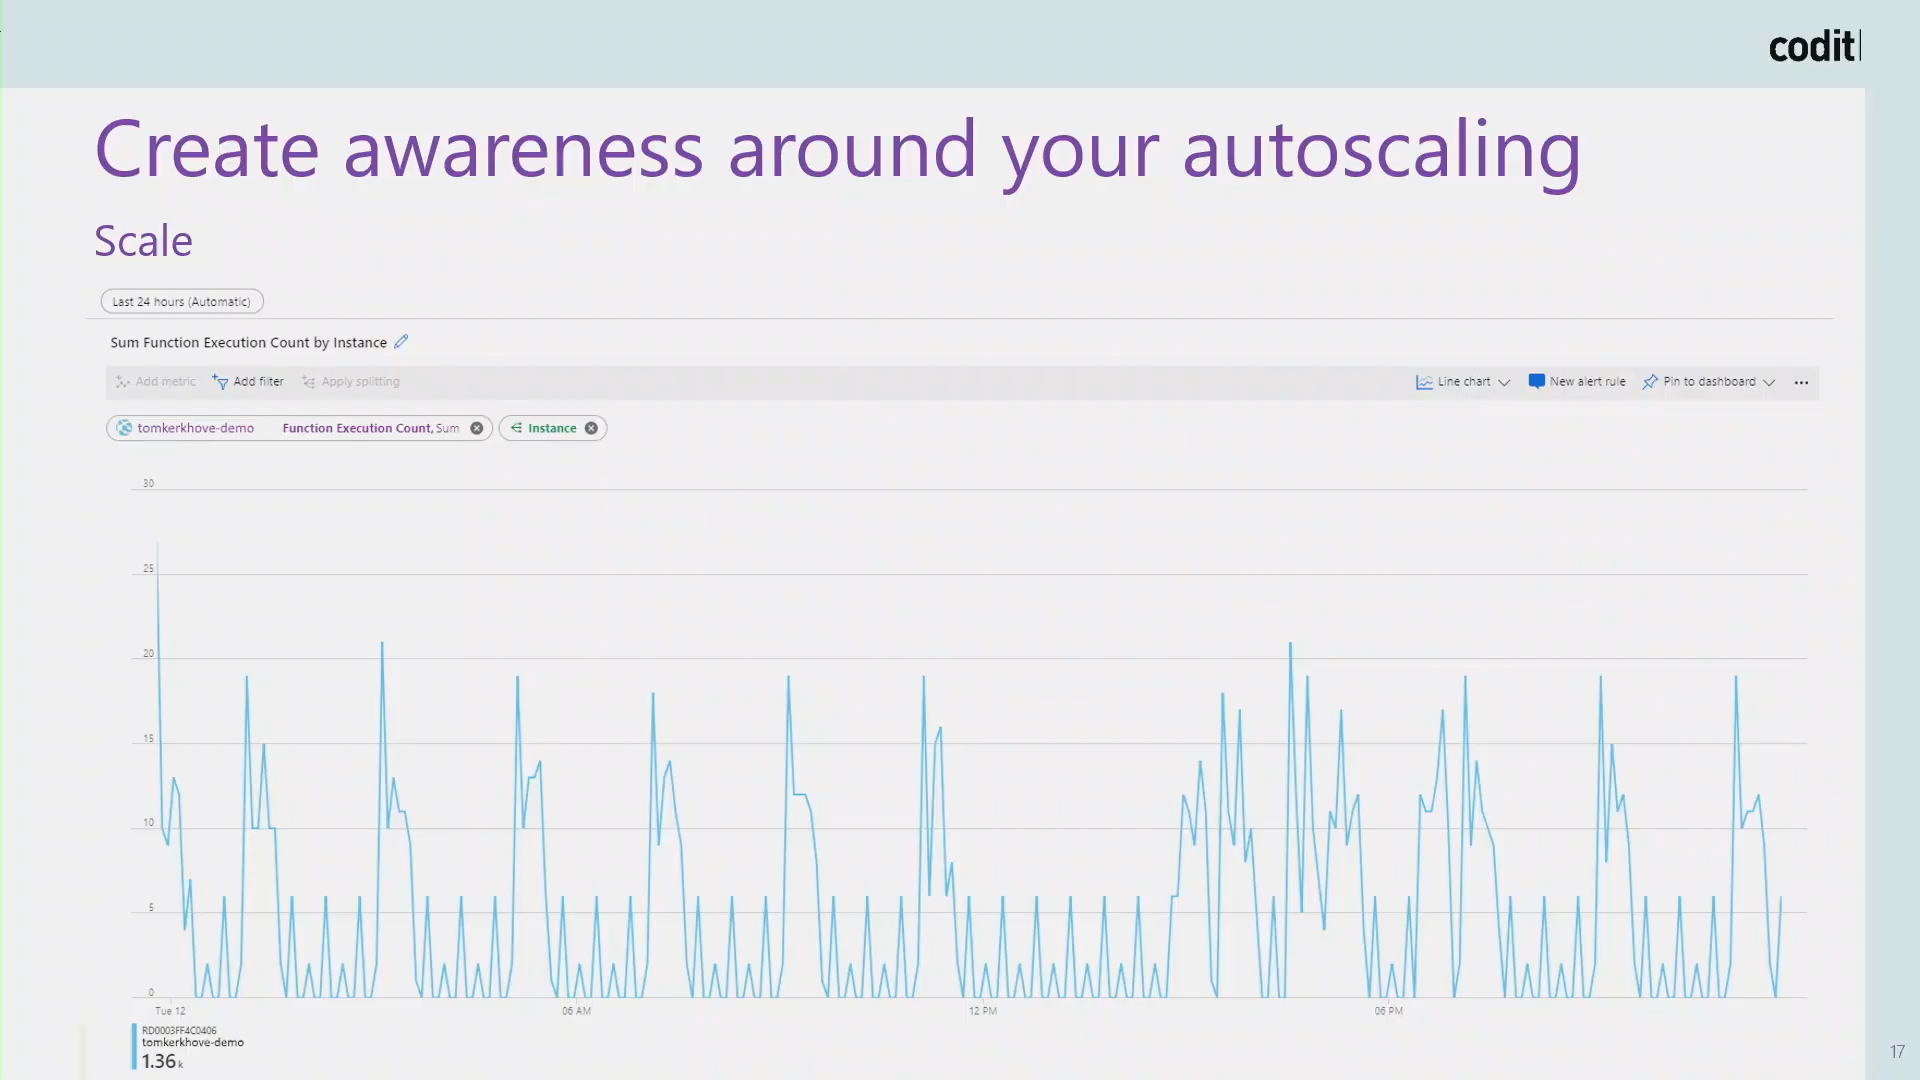 codit
Create awareness around your autoscaling
Scale
Last 24 hours (Automatic)
Sum Function Execution Count by Instance
Add metric Add filter Apply splitting Line chart New alert rule Pin to dashboard ...
tomkerkhove-demo Function Execution Count, Sum Instance
30
25
20
15
10
5
0
Tue 12 06 AM 12 PM 06 PM
RD0003FF4C0406
tomkerkhove-demo
1.36 k
17